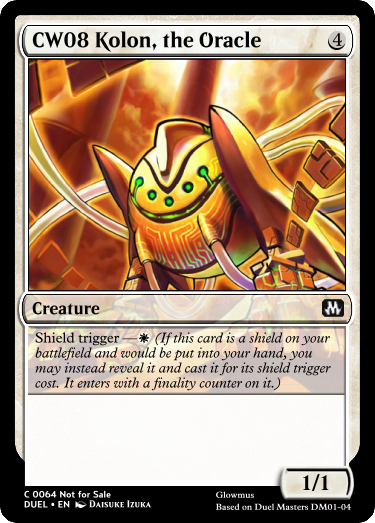 CW08 Kolon, the Oracle 4
Creature
Shield trigger — (If this card is a shield on your
battlefield and would be put into your hand, you
may instead reveal it and cast it for its shield trigger
cost. It enters with a finality counter on it.)
1/1
C 0064 Not for Sale
DUEL • EN Daisuke Izuka
Glowmus
Based on Duel Masters DM01-04